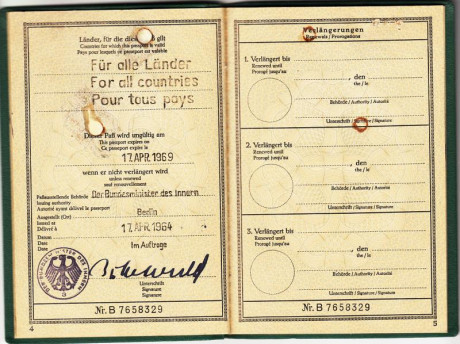 Länder, für die dieser Paß gilt
Countries for which this passport is valid
Pays pour lesquels ce passeport est valable
Für alle Länder
For all countries
Pour tous pays
Dieser Paß wird ungültig am
This passport expires on
Ce passeport expire le
17. APR. 1969
wenn er nicht verlängert wird
unless renewed
sauf renouvellement
Paßausstellende Behörde
Issuing authority
Autorité ayant délivré le passeport
Der Bundesminister des Innern
Ausgestellt (Ort)
Issued at
Délivré à
Berlin
Datum
Date
Date
17. APR. 1964
Im Auftrage
Unterschrift
Signature
Signature
Nr. B 7658329
4
Verlängerungen
Renewals / Prorogations
1. Verlängert bis
Renewed until
Prorogé jusqu'au
, den
the / le
Behörde / Authority / Autorité
Unterschrift / Signature / Signature
2. Verlängert bis
Renewed until
Prorogé jusqu'au
, den
the / le
Behörde / Authority / Autorité
Unterschrift / Signature / Signature
3. Verlängert bis
Renewed until
Prorogé jusqu'au
, den
the / le
Behörde / Authority / Autorité
Unterschrift / Signature / Signature
Nr. B 7658329
5